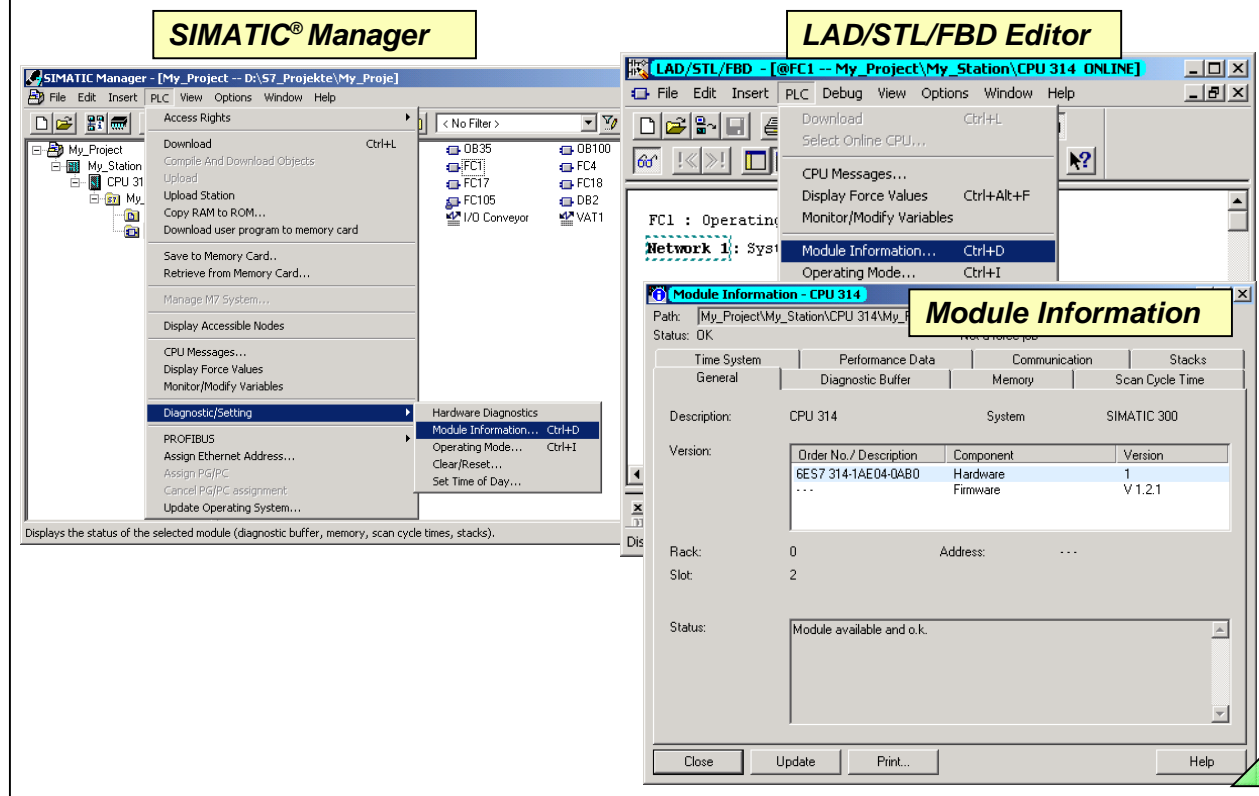 SIMATIC® Manager
SIMATIC Manager - [My_Project -- D:\S7_Projekte\My_Proje]
File Edit Insert PLC View Options Window Help
< No Filter >
My_Project
My_Station
CPU 31
My_
Access Rights
Download Ctrl+L
Compile And Download Objects
Upload
Upload Station
Copy RAM to ROM...
Download user program to memory card
Save to Memory Card..
Retrieve from Memory Card...
Manage M7 System...
Display Accessible Nodes
CPU Messages...
Display Force Values
Monitor/Modify Variables
Diagnostic/Setting
PROFIBUS
Assign Ethernet Address...
Assign PG/PC
Cancel PG/PC assignment
Update Operating System...
Hardware Diagnostics
Module Information... Ctrl+D
Operating Mode... Ctrl+I
Clear/Reset...
Set Time of Day...
OB35 OB100
FC1 FC4
FC17 FC18
FC105 DB2
I/O Conveyor VAT1
Displays the status of the selected module (diagnostic buffer, memory, scan cycle times, stacks).
LAD/STL/FBD Editor
LAD/STL/FBD - [@FC1 -- My_Project\My_Station\CPU 314 ONLINE]
File Edit Insert PLC Debug View Options Window Help
Download Ctrl+L
Select Online CPU...
CPU Messages...
Display Force Values Ctrl+Alt+F
Monitor/Modify Variables
Module Information... Ctrl+D
Operating Mode... Ctrl+I
FC1 : Operating
Network 1: Syst
Dis
Module Information
Module Information - CPU 314
Path: My_Project\My_Station\CPU 314\My_
Status: OK Not a force job
Time System Performance Data Communication Stacks
General Diagnostic Buffer Memory Scan Cycle Time
Description: CPU 314 System SIMATIC 300
Version:
Order No./ Description Component Version
6ES7 314-1AE04-0AB0 Hardware 1
- - - Firmware V 1.2.1
Rack: 0 Address: - - -
Slot: 2
Status: Module available and o.k.
Close Update Print... Help